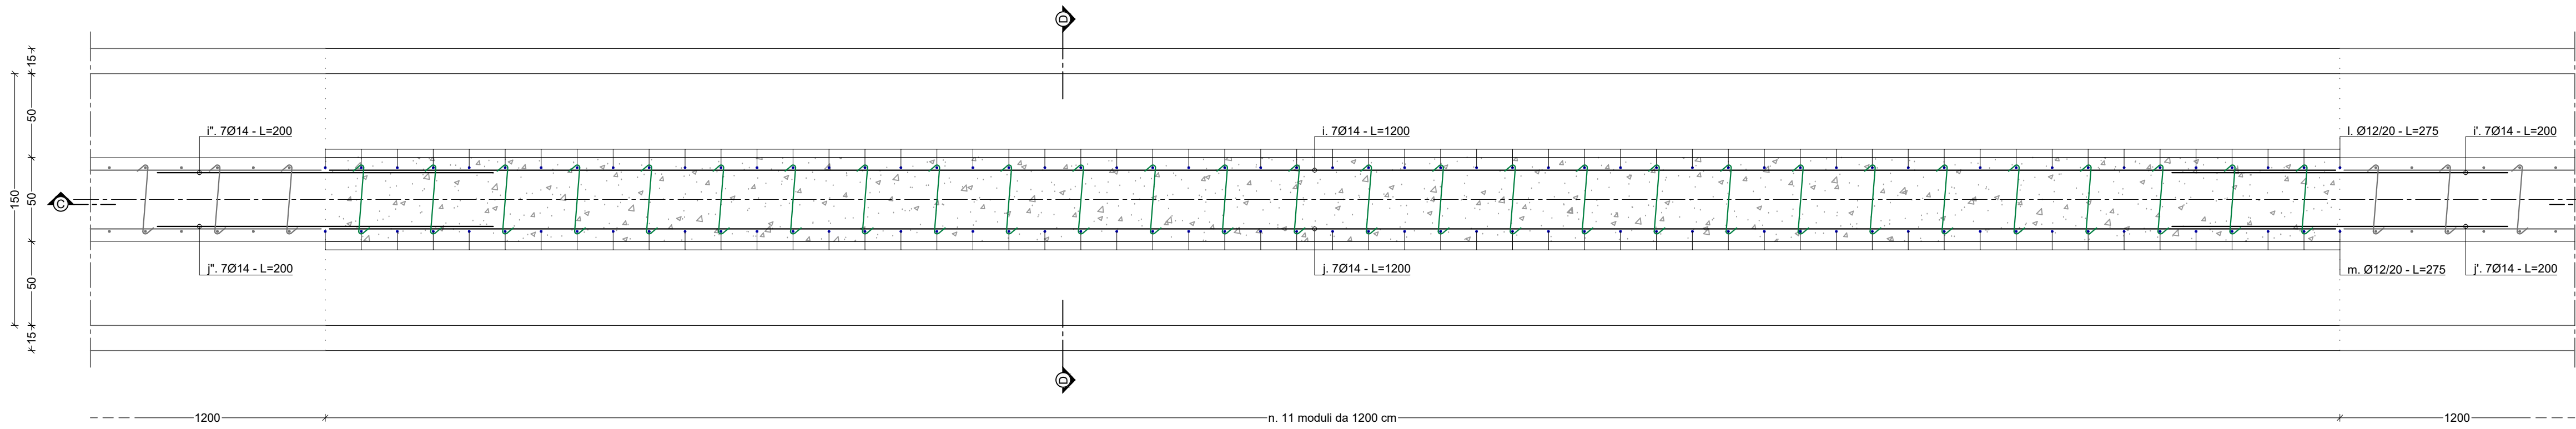 D
15
50
150
50
50
15
C
i". 7Ø14 - L=200
i. 7Ø14 - L=1200
l. Ø12/20 - L=275
i'. 7Ø14 - L=200
j". 7Ø14 - L=200
j. 7Ø14 - L=1200
m. Ø12/20 - L=275
j'. 7Ø14 - L=200
D
1200
n. 11 moduli da 1200 cm
1200